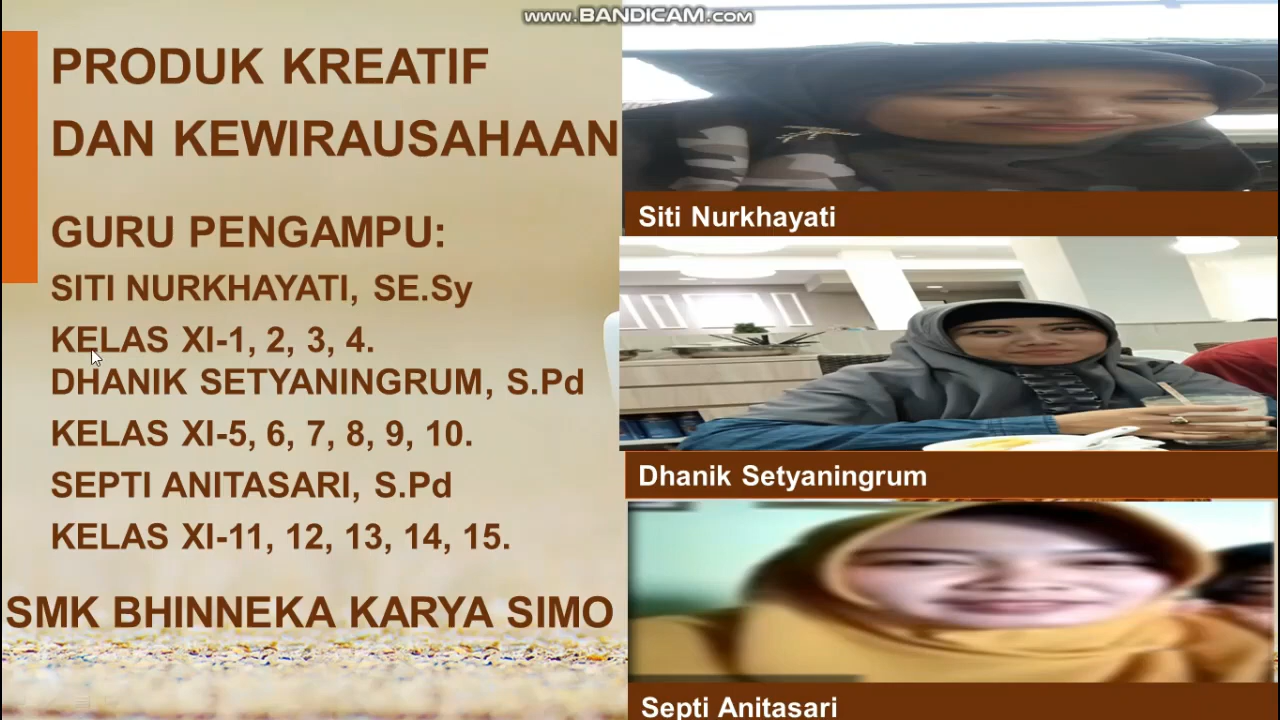 www.BANDICAM.com
PRODUK KREATIF
DAN KEWIRAUSAHAAN
GURU PENGAMPU:
SITI NURKHAYATI, SE.Sy
KELAS XI-1, 2, 3, 4.
DHANIK SETYANINGRUM, S.Pd
KELAS XI-5, 6, 7, 8, 9, 10.
SEPTI ANITASARI, S.Pd
KELAS XI-11, 12, 13, 14, 15.
SMK BHINNEKA KARYA SIMO
Siti Nurkhayati
Dhanik Setyaningrum
Septi Anitasari